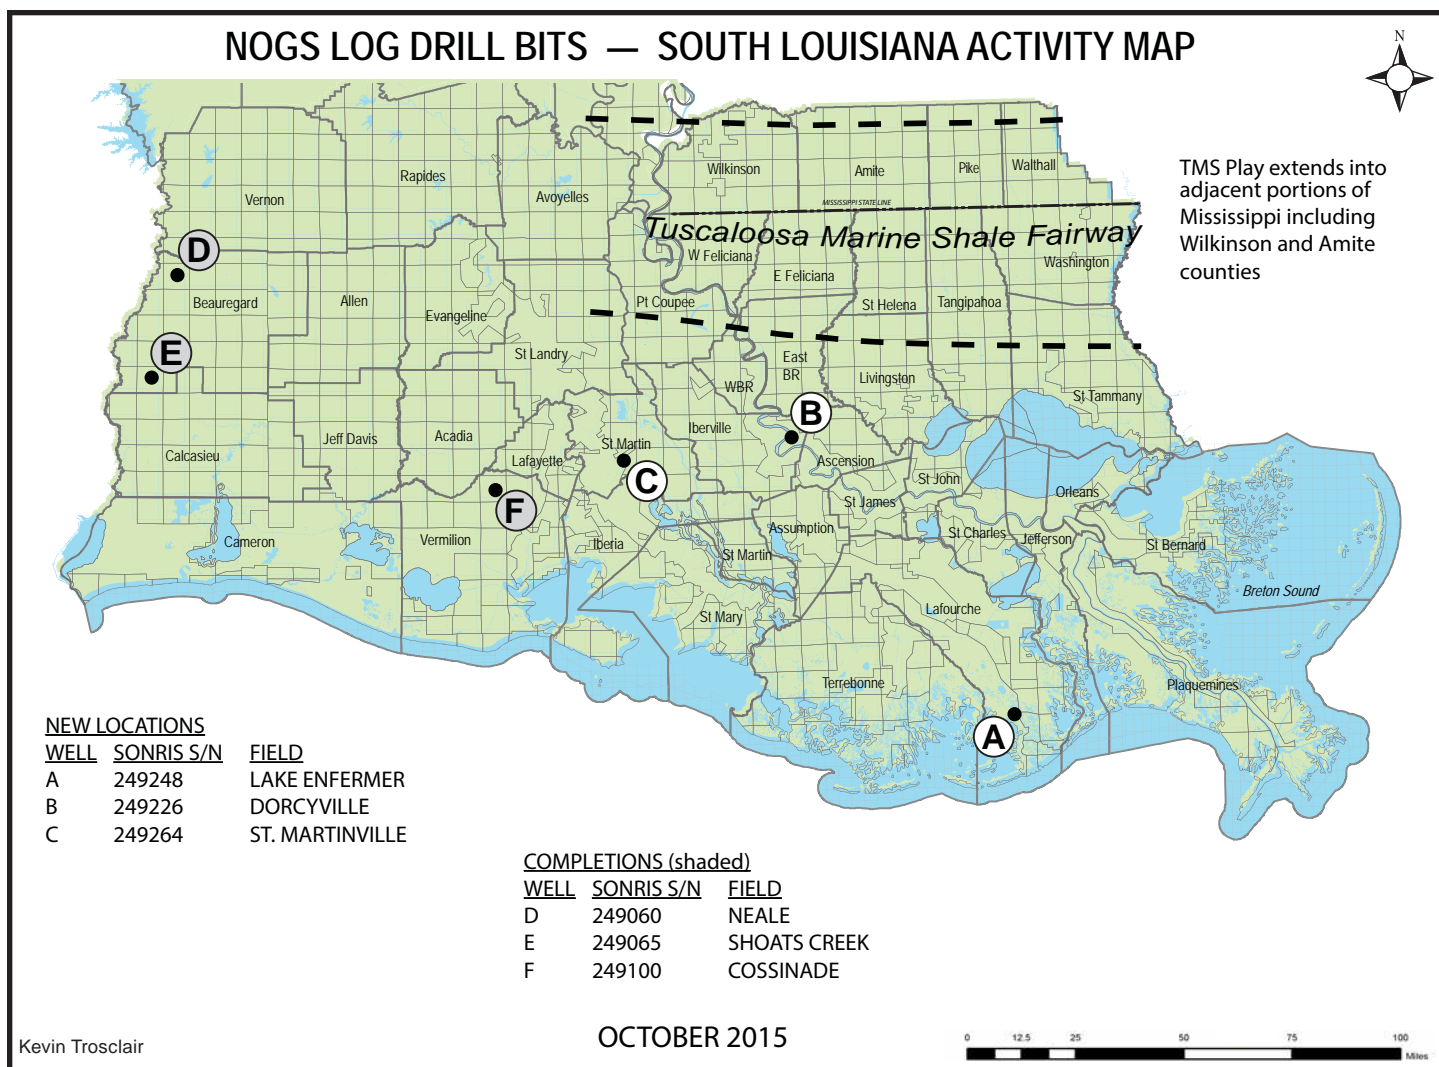 NOGS LOG DRILL BITS — SOUTH LOUISIANA ACTIVITY MAP
N
TMS Play extends into
adjacent portions of
Mississippi including
Wilkinson and Amite
counties
Wilkinson
Amite
Pike
Walthall
Rapides
Vernon
Avoyelles
MISSISSIPPI STATE LINE
Tuscaloosa Marine Shale Fairway
D
W Feliciana
E Feliciana
Washington
Beauregard
Allen
Evangeline
Pt Coupee
St Helena
Tangipahoa
E
St Landry
East
BR
WBR
Livingston
St Tammany
B
Jeff Davis
Acadia
Calcasieu
Lafayette
St Martin
Iberville
Ascension
C
F
St John
St James
Orleans
Cameron
Vermilion
Iberia
St Martin
Assumption
St Charles
Jefferson
St Bernard
Breton Sound
St Mary
Lafourche
Terrebonne
Plaquemines
A
NEW LOCATIONS
WELL SONRIS S/N FIELD
A 249248 LAKE ENFERMER
B 249226 DORCYVILLE
C 249264 ST. MARTINVILLE
COMPLETIONS (shaded)
WELL SONRIS S/N FIELD
D 249060 NEALE
E 249065 SHOATS CREEK
F 249100 COSSINADE
OCTOBER 2015
Kevin Trosclair
0 12.5 25 50 75 100
Miles